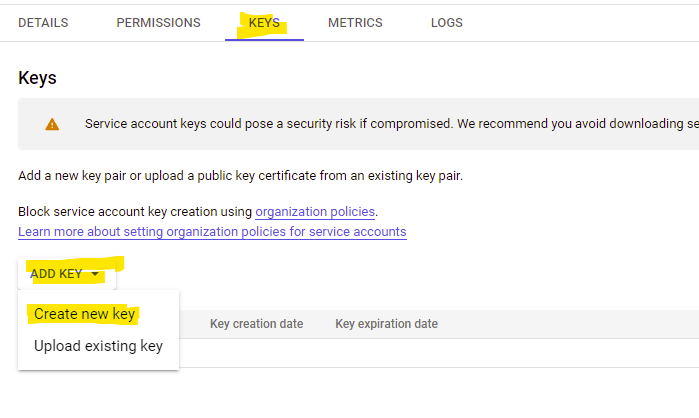 DETAILS PERMISSIONS KEYS METRICS LOGS
Keys
Service account keys could pose a security risk if compromised. We recommend you avoid downloading se
Add a new key pair or upload a public key certificate from an existing key pair.
Block service account key creation using organization policies.
Learn more about setting organization policies for service accounts
ADD KEY
Create new key
Key creation date Key expiration date
Upload existing key